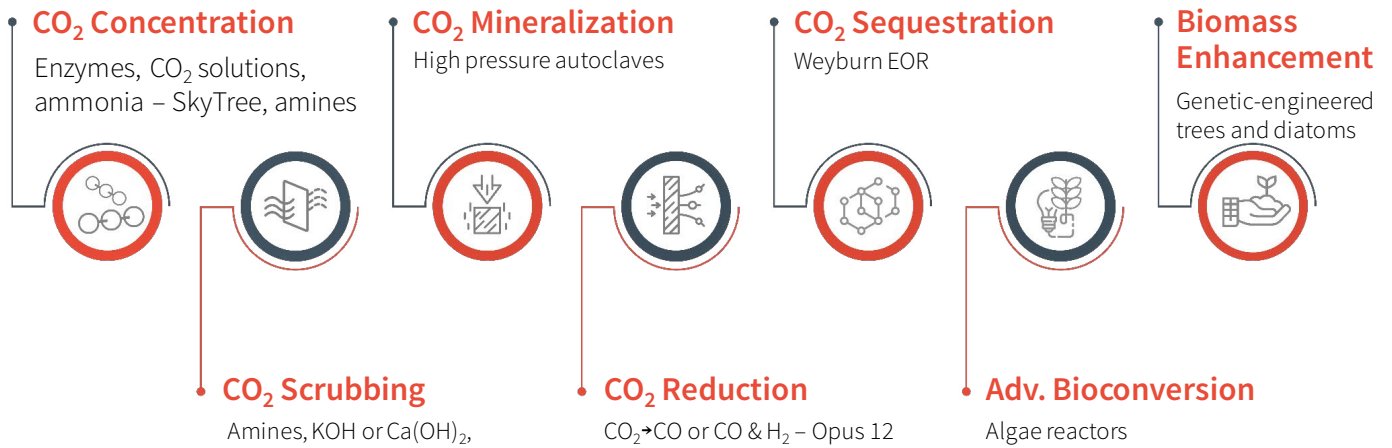 CO₂ Concentration
Enzymes, CO₂ solutions,
ammonia – SkyTree, amines
CO₂ Scrubbing
Amines, KOH or Ca(OH)₂,
CO₂ Mineralization
High pressure autoclaves
CO₂ Reduction
CO₂→CO or CO & H₂ – Opus 12
CO₂ Sequestration
Weyburn EOR
Adv. Bioconversion
Algae reactors
Biomass
Enhancement
Genetic-engineered
trees and diatoms